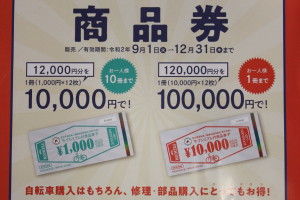 商品券
販売/有効期間:令和2年9月1日火→12月31日木まで
12,000円分を
1冊(1,000円×12枚)
お一人様
10冊まで
10,000円で!
120,000円分を
1冊(10,000円×12枚)
お一人様
1冊まで
100,000円で!
¥1,000
¥10,000
自転車購入はもちろん、修理・部品購入にとってもお得!